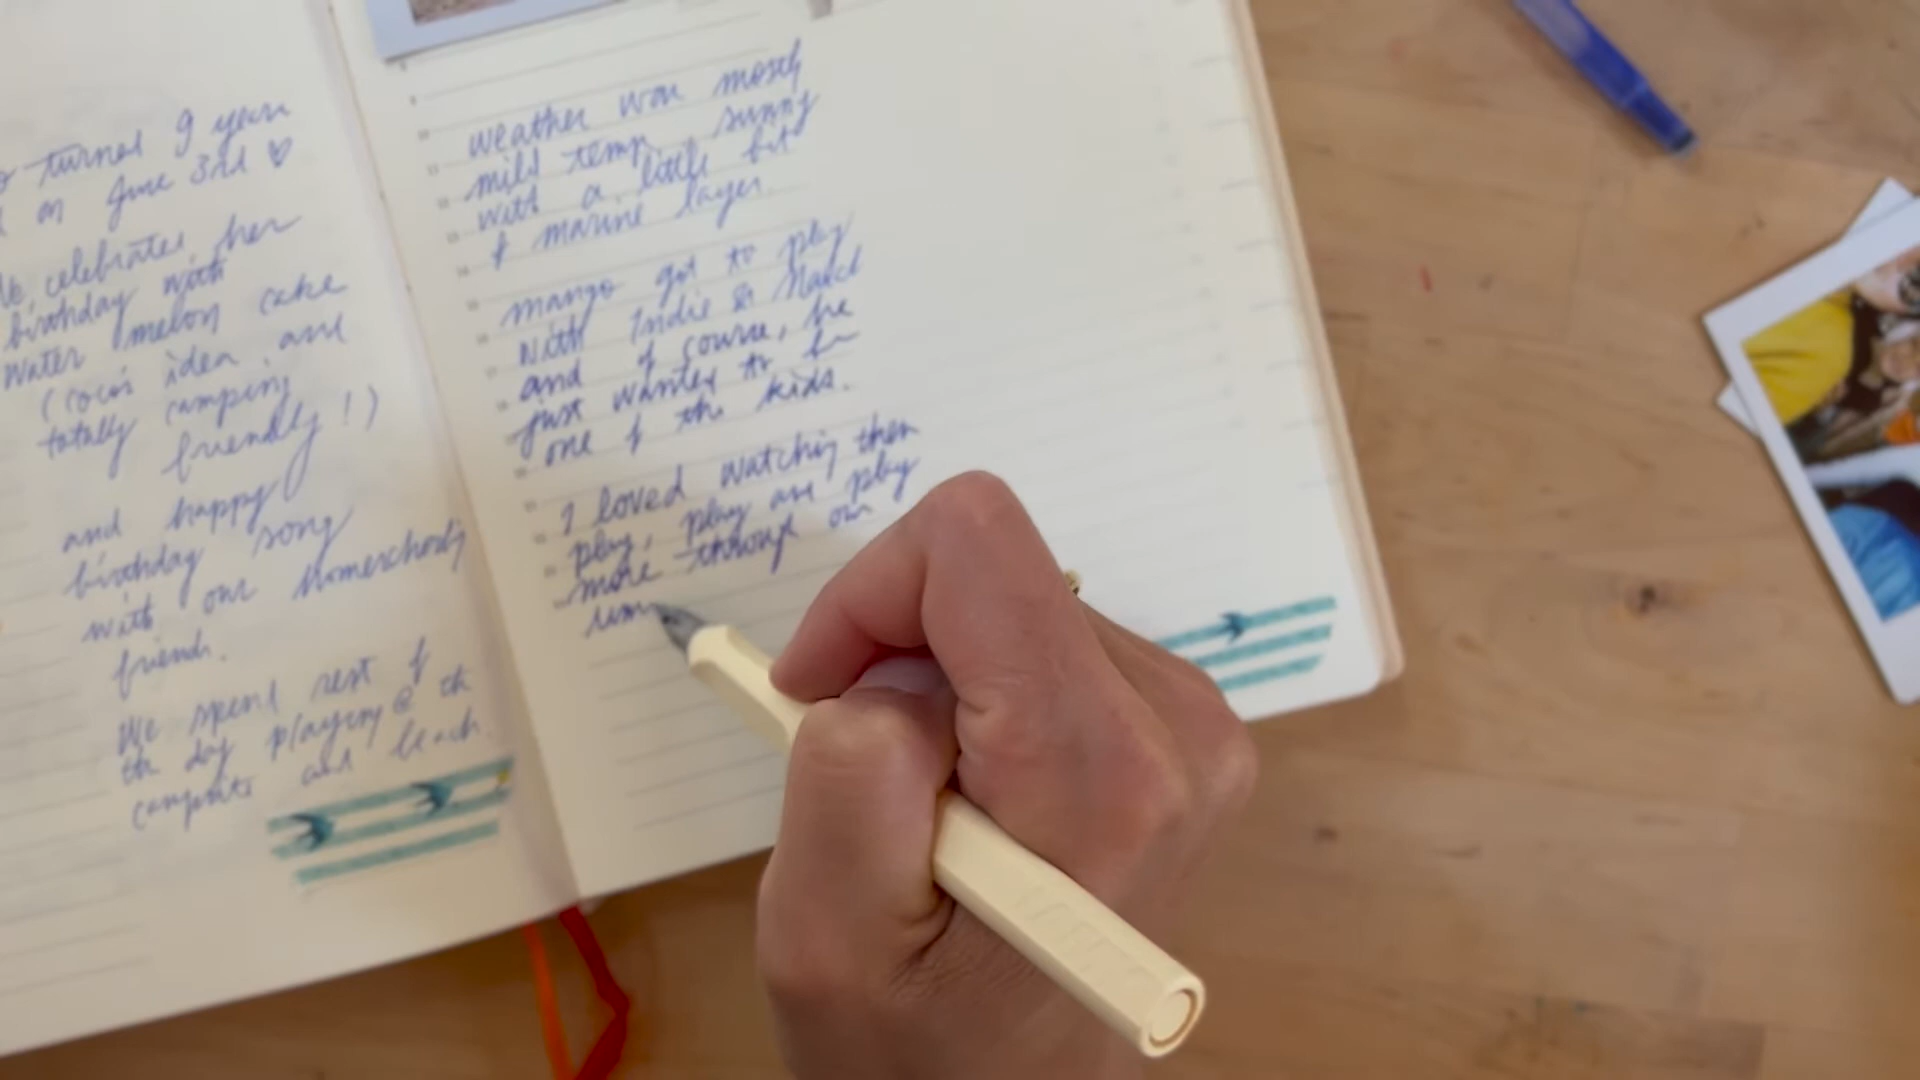 turned 9 years
on June 3rd ♡
celebrated her
birthday with
water melon cake
(Coco's idea and
totally camping
friendly!)
and happy
birthday song
with our homeschooly
friends.
We spend rest of
the day playing @ the
campsite and beach.
weather was mostly
mild temp, sunny
with a little bit
of marine layer.
mango got to play
with Indie &
and of course, he
just wanted to be
one of the kids.
I loved watching them
play, play and play
more through our